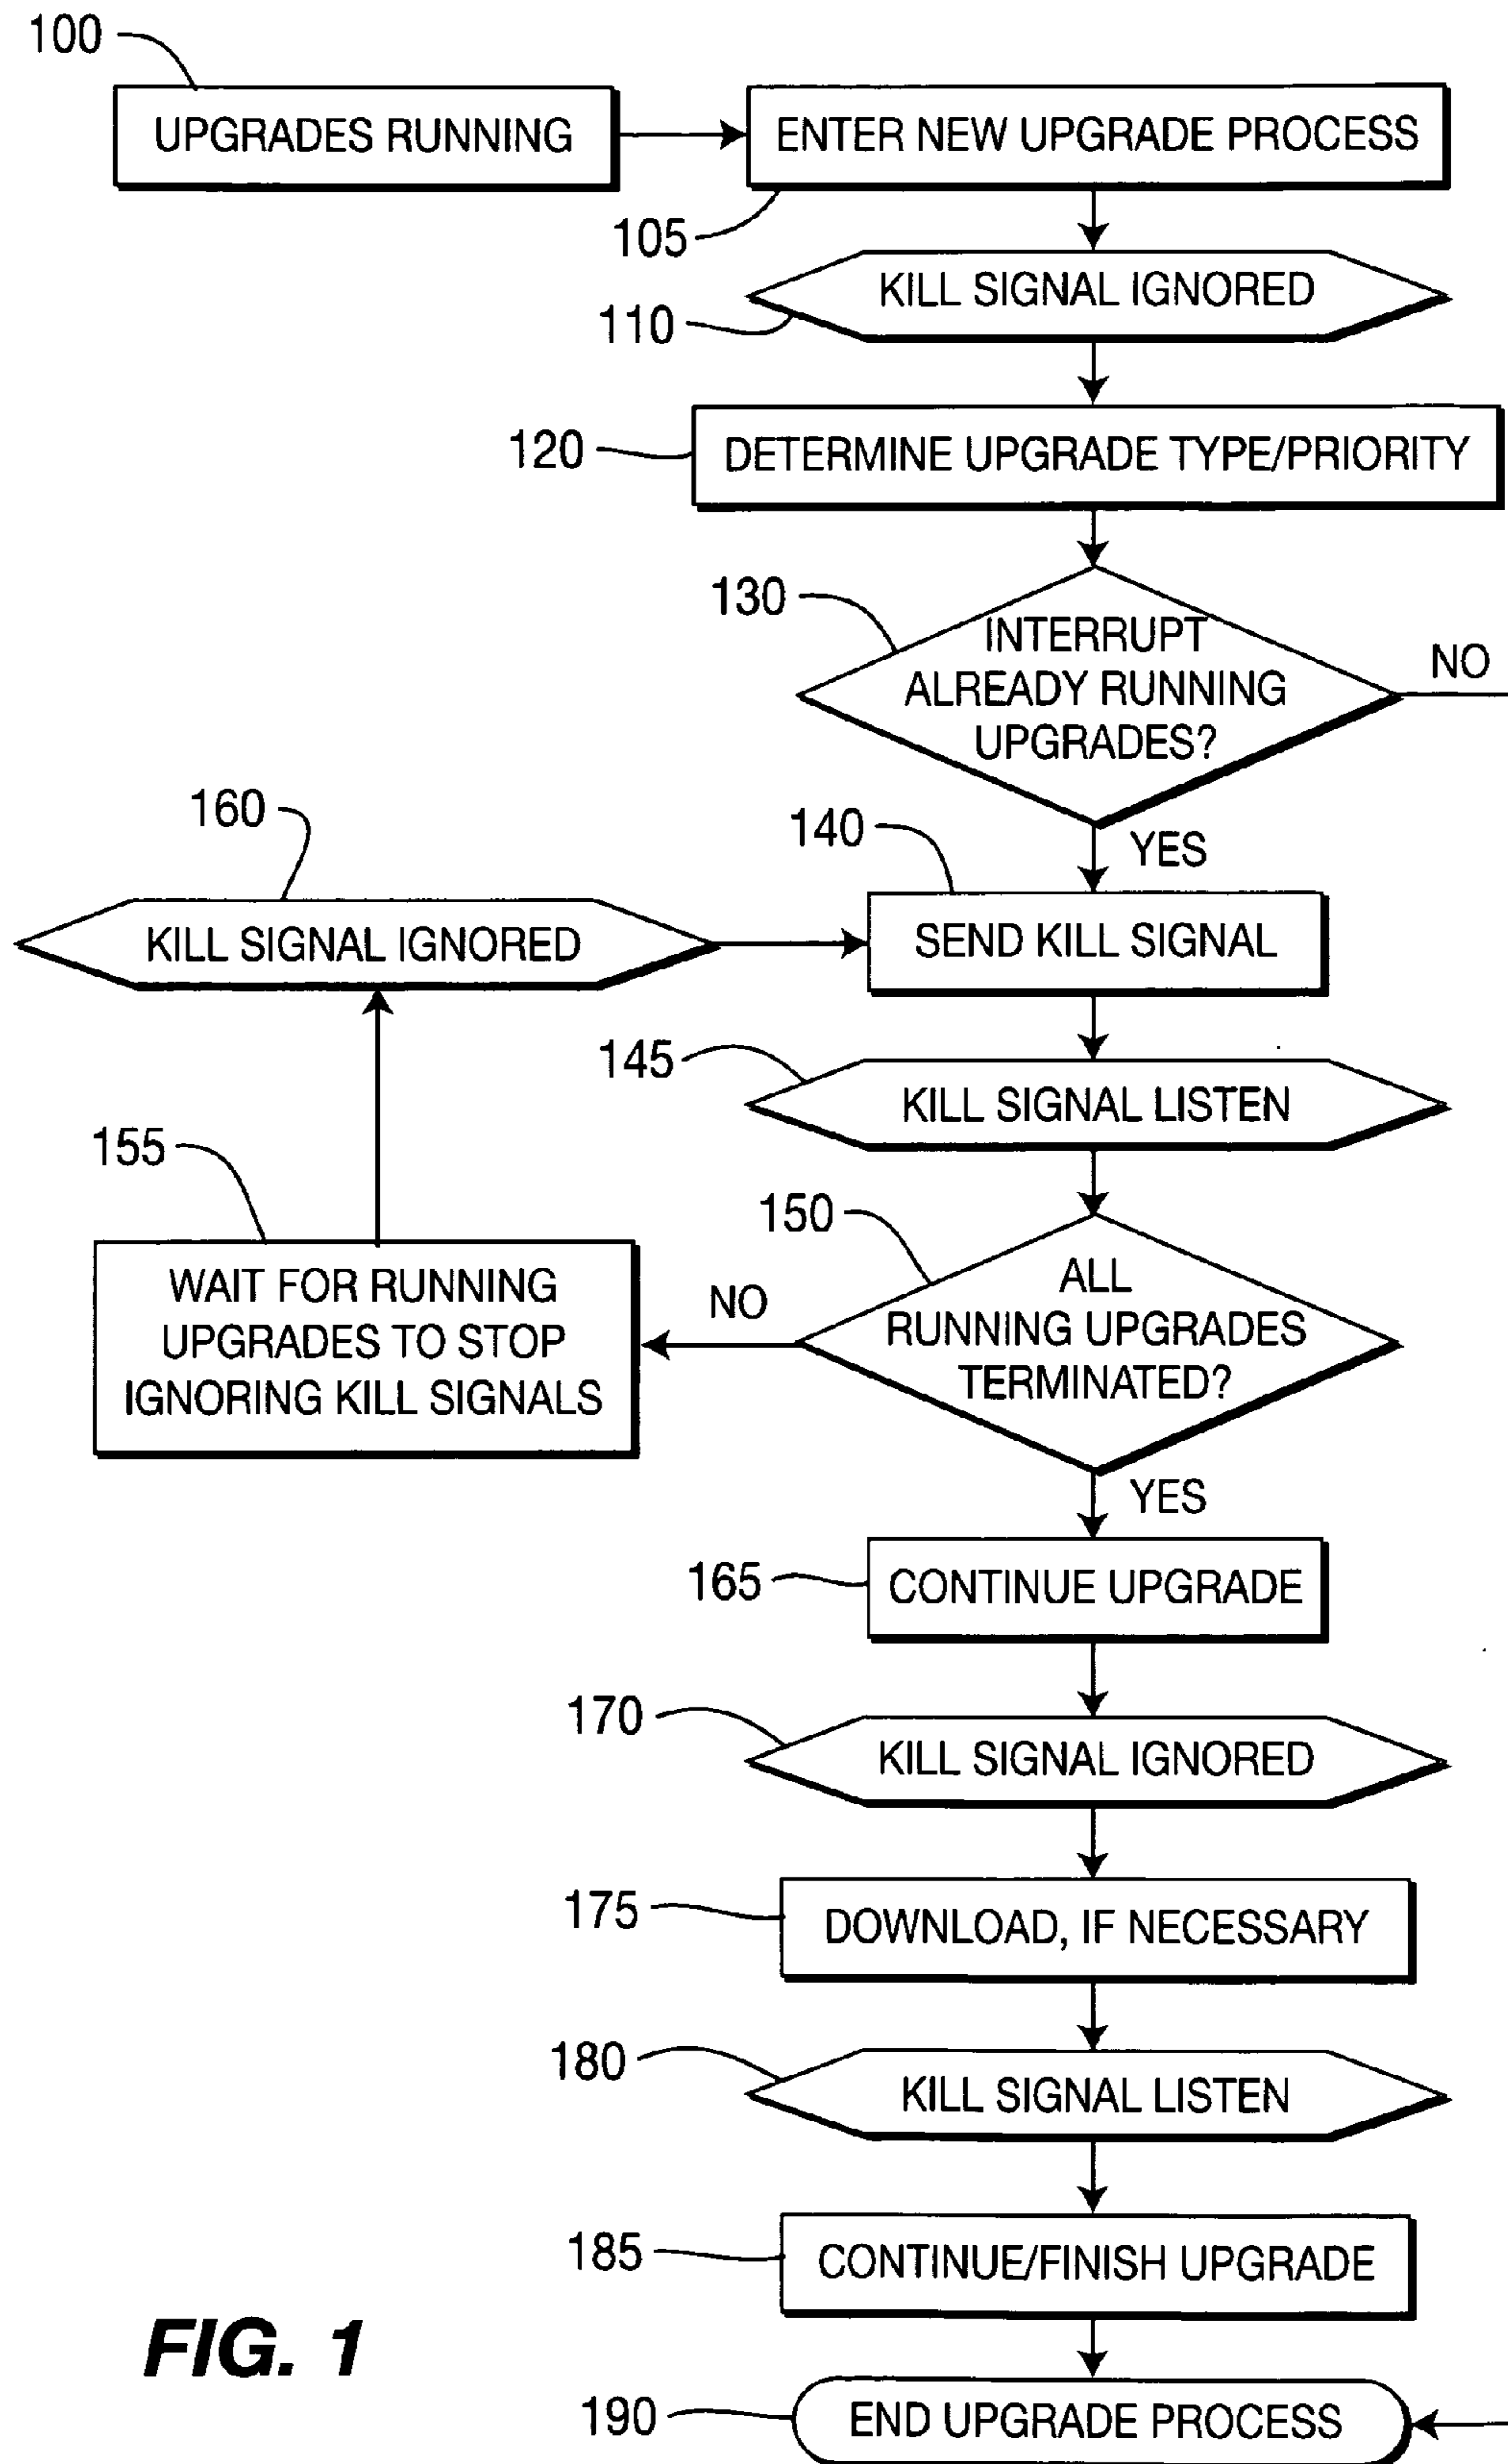 100
UPGRADES RUNNING
ENTER NEW UPGRADE PROCESS
105
KILL SIGNAL IGNORED
110
120
DETERMINE UPGRADE TYPE/PRIORITY
130
INTERRUPT
ALREADY RUNNING
UPGRADES?
NO
YES
160
140
KILL SIGNAL IGNORED
SEND KILL SIGNAL
145
KILL SIGNAL LISTEN
155
150
ALL
RUNNING UPGRADES
TERMINATED?
NO
WAIT FOR RUNNING
UPGRADES TO STOP
IGNORING KILL SIGNALS
YES
165
CONTINUE UPGRADE
170
KILL SIGNAL IGNORED
175
DOWNLOAD, IF NECESSARY
180
KILL SIGNAL LISTEN
185
CONTINUE/FINISH UPGRADE
FIG. 1
190
END UPGRADE PROCESS